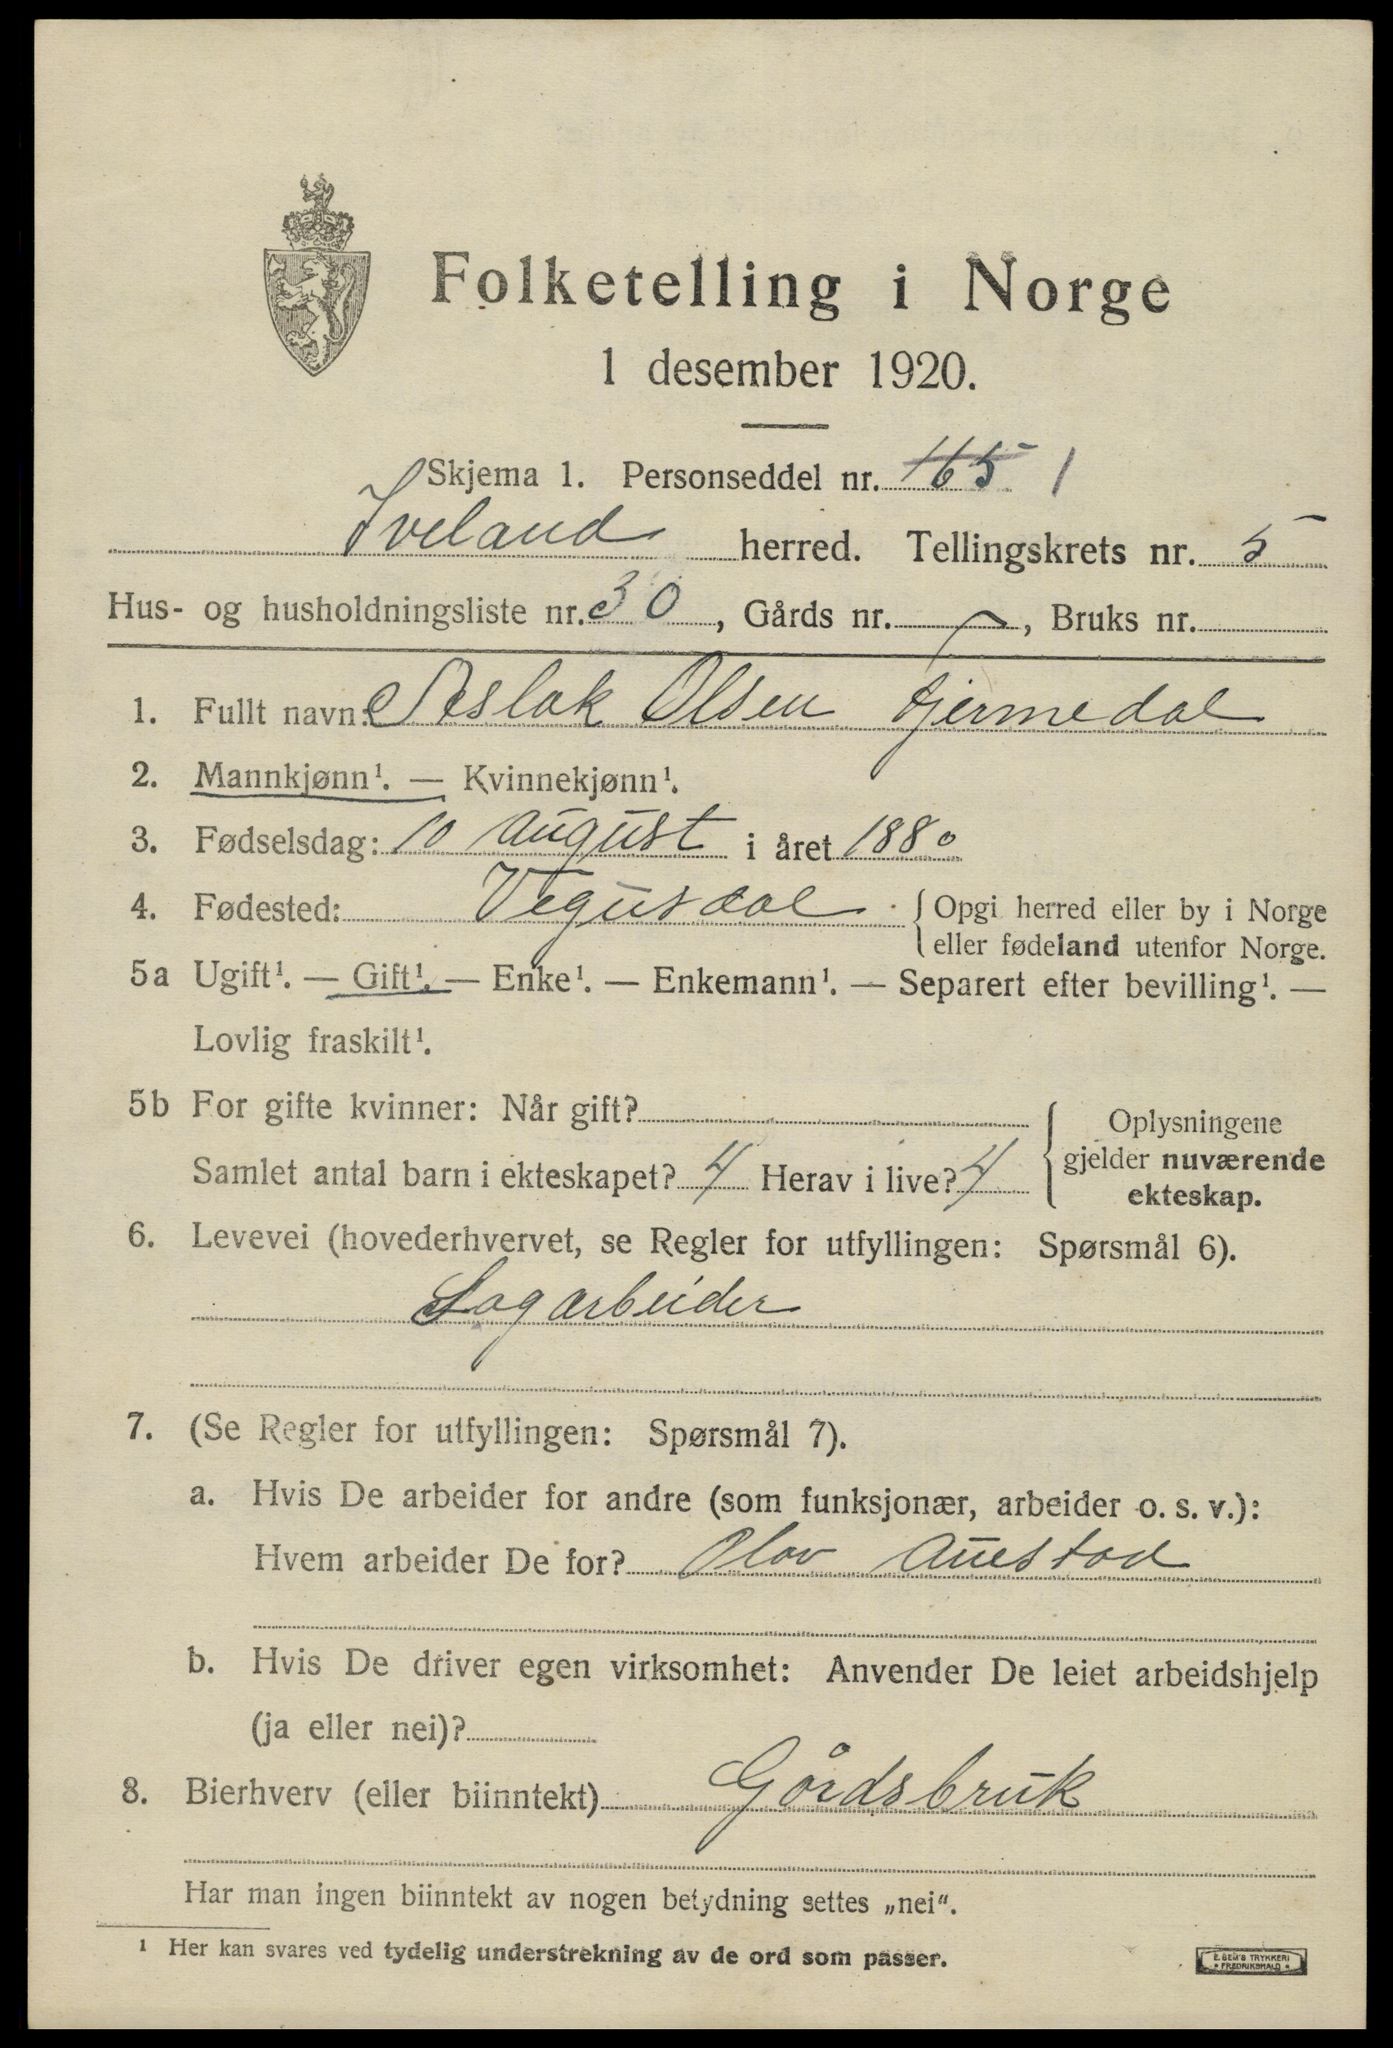 Folketelling i Norge
1 desember 1920.
Skjema 1. Personseddel nr. 165 1
Iveland herred. Tellingskrets nr. 5
Hus- og husholdningsliste nr. 30, Gårds nr. , Bruks nr.
1. Fullt navn: Aslak Olsen Gjermedal
2. Mannkjønn¹. — Kvinnekjønn¹.
3. Fødselsdag: 10 August i året 1880
4. Fødested: Vegusdal { Opgi herred eller by i Norge
eller fødeland utenfor Norge.
5a Ugift¹. — Gift¹. — Enke¹. — Enkemann¹. — Separert efter bevilling¹. —
Lovlig fraskilt¹.
5b For gifte kvinner: Når gift? { Oplysningene
Samlet antal barn i ekteskapet? 4 Herav i live? 4 gjelder nuværende
ekteskap.
6. Levevei (hovederhvervet, se Regler for utfyllingen: Spørsmål 6).
Sagarbeider
7. (Se Regler for utfyllingen: Spørsmål 7).
a. Hvis De arbeider for andre (som funksjonær, arbeider o. s. v.):
Hvem arbeider De for? Olav Auestad
b. Hvis De driver egen virksomhet: Anvender De leiet arbeidshjelp
(ja eller nei)?
8. Bierhverv (eller biinntekt) Gårdsbruk
Har man ingen biinntekt av nogen betydning settes „nei“.
¹ Her kan svares ved tydelig understrekning av de ord som passer.
E. SEM'S TRYKKERI
• FREDRIKSHALD •